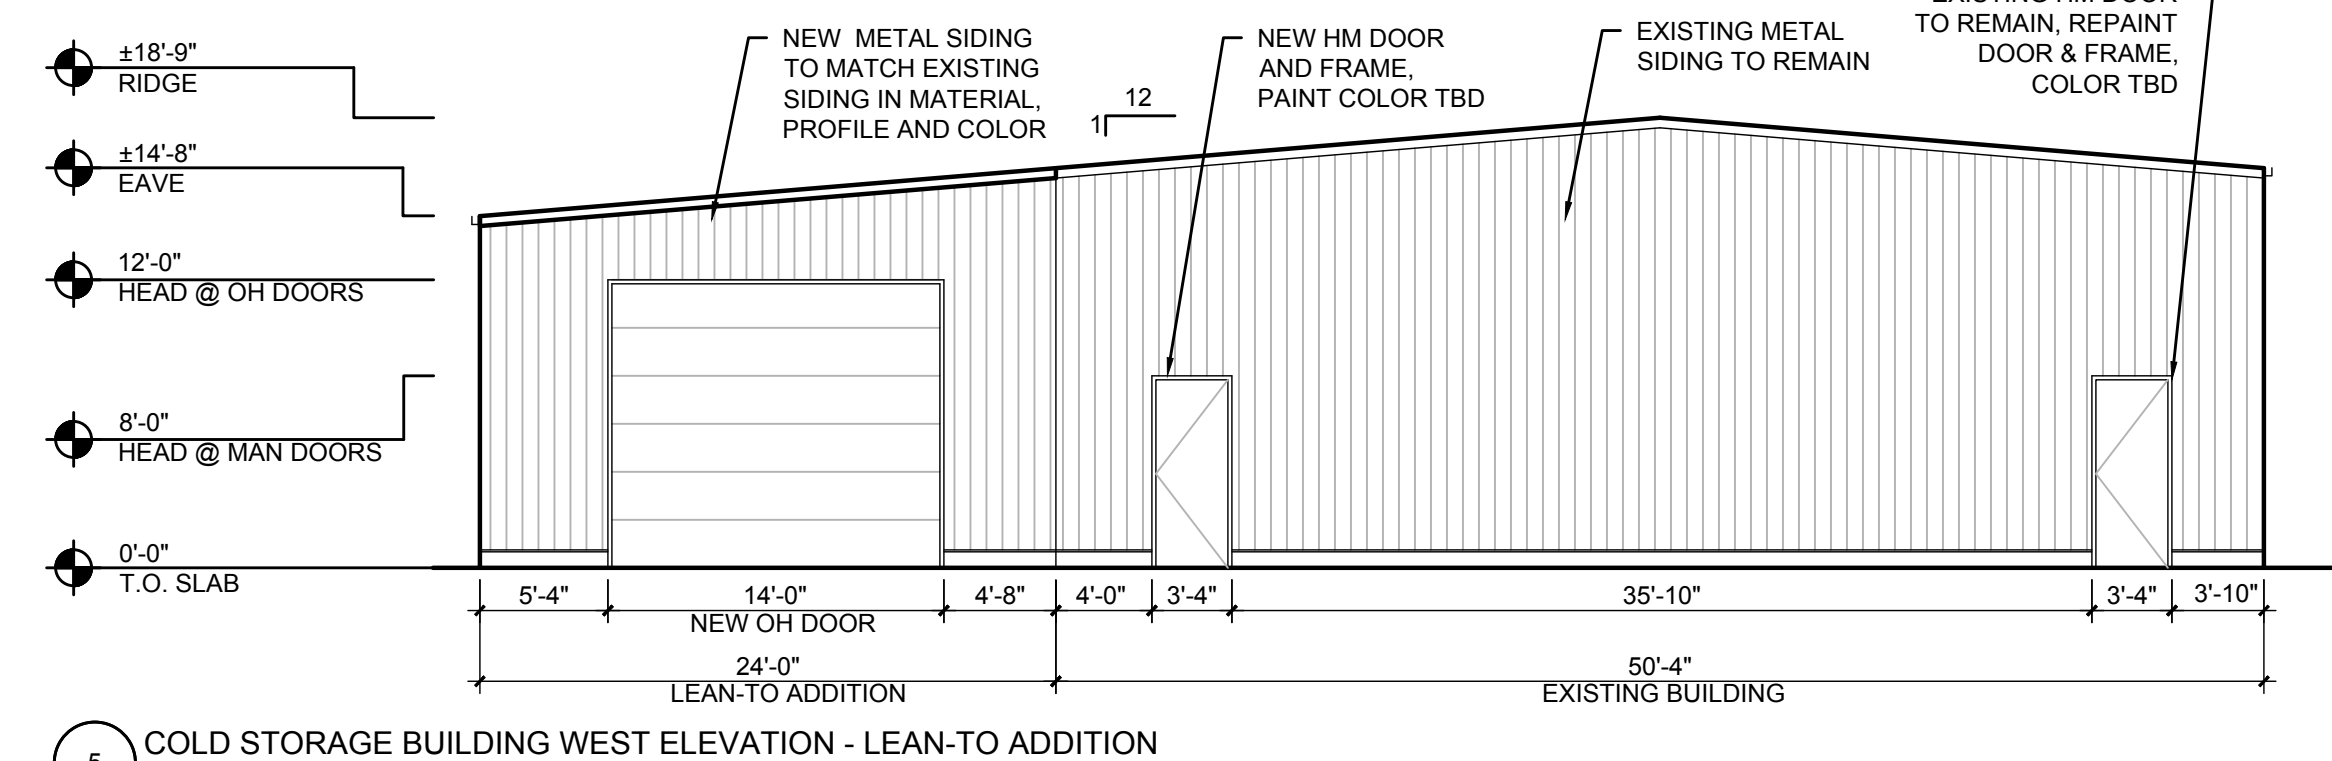 EXISTING HM DOOR
TO REMAIN, REPAINT
DOOR & FRAME,
COLOR TBD
NEW METAL SIDING
TO MATCH EXISTING
SIDING IN MATERIAL,
PROFILE AND COLOR
NEW HM DOOR
AND FRAME,
PAINT COLOR TBD
EXISTING METAL
SIDING TO REMAIN
12
1
±18'-9"
RIDGE
±14'-8"
EAVE
12'-0"
HEAD @ OH DOORS
8'-0"
HEAD @ MAN DOORS
0'-0"
T.O. SLAB
5'-4" 14'-0" 4'-8" 4'-0" 3'-4" 35'-10" 3'-4" 3'-10"
NEW OH DOOR
24'-0" 50'-4"
LEAN-TO ADDITION EXISTING BUILDING
5 COLD STORAGE BUILDING WEST ELEVATION - LEAN-TO ADDITION